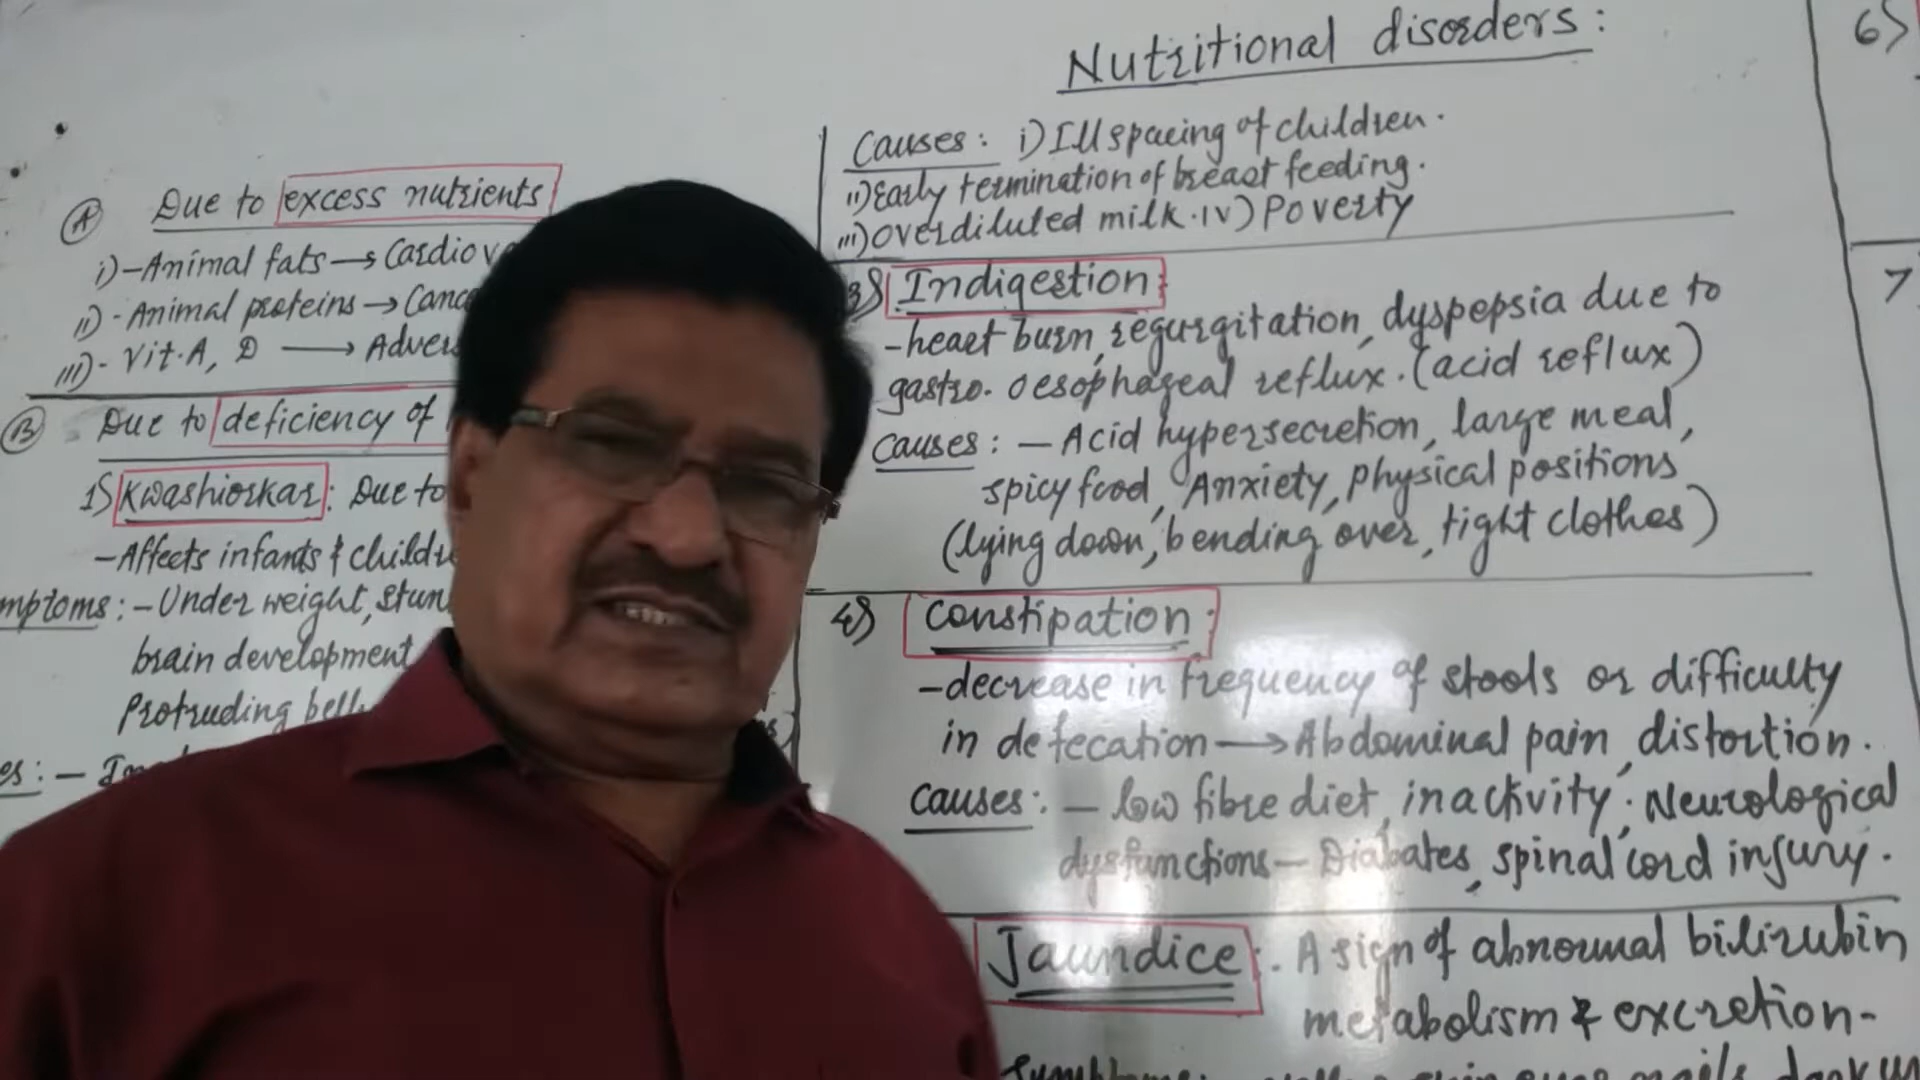 Nutritional disorders:
A Due to excess nutrients
i)-Animal fats→Cardiov
ii)-Animal proteins→Canc
iii)-Vit.A, D → Advers
B Due to deficiency of
1) Kwashiorkar: Due to
-Affects infants & childr
mptoms:-Under weight, stun
brain development
Protruding bell
es:-
Causes: i) Ill spacing of children.
ii) Early termination of breast feeding.
iii) overdiluted milk. iv) Poverty
3) Indigestion:
-heart burn, regurgitation, dyspepsia due to
gastro. oesophageal reflux. (acid reflux)
Causes: - Acid hypersecretion, large meal,
spicy food, Anxiety, physical positions
(lying down, bending over, tight clothes)
4) Constipation:
-decrease in frequency of stools or difficulty
in defecation→Abdominal pain, distortion.
Causes: - low fibre diet, inactivity, Neurological
dysfunctions-Diabates, spinal cord injury.
Jaundice: A sign of abnormal bilirubin
metabolism & excretion-
6)
7